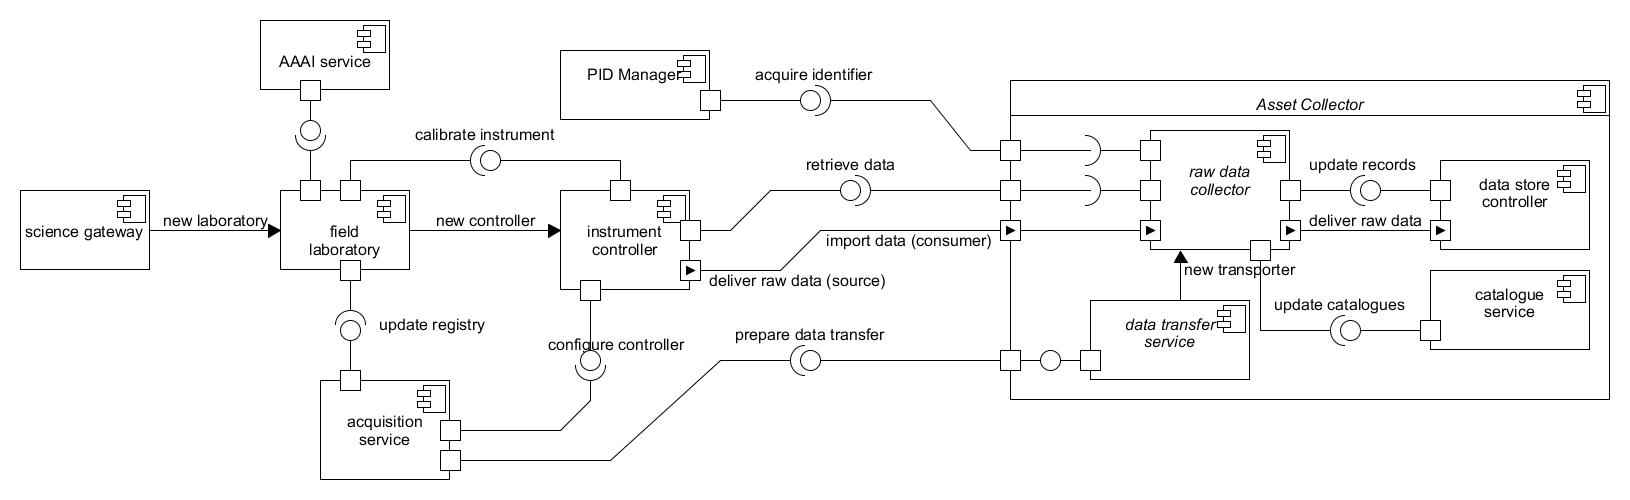 AAAI service
PID Manager
acquire identifier
Asset Collector
calibrate instrument
retrieve data
raw data
collector
update records
data store
controller
science gateway
new laboratory
field
laboratory
new controller
instrument
controller
import data (consumer)
deliver raw data
deliver raw data (source)
new transporter
update registry
configure controller
prepare data transfer
data transfer
service
update catalogues
catalogue
service
acquisition
service